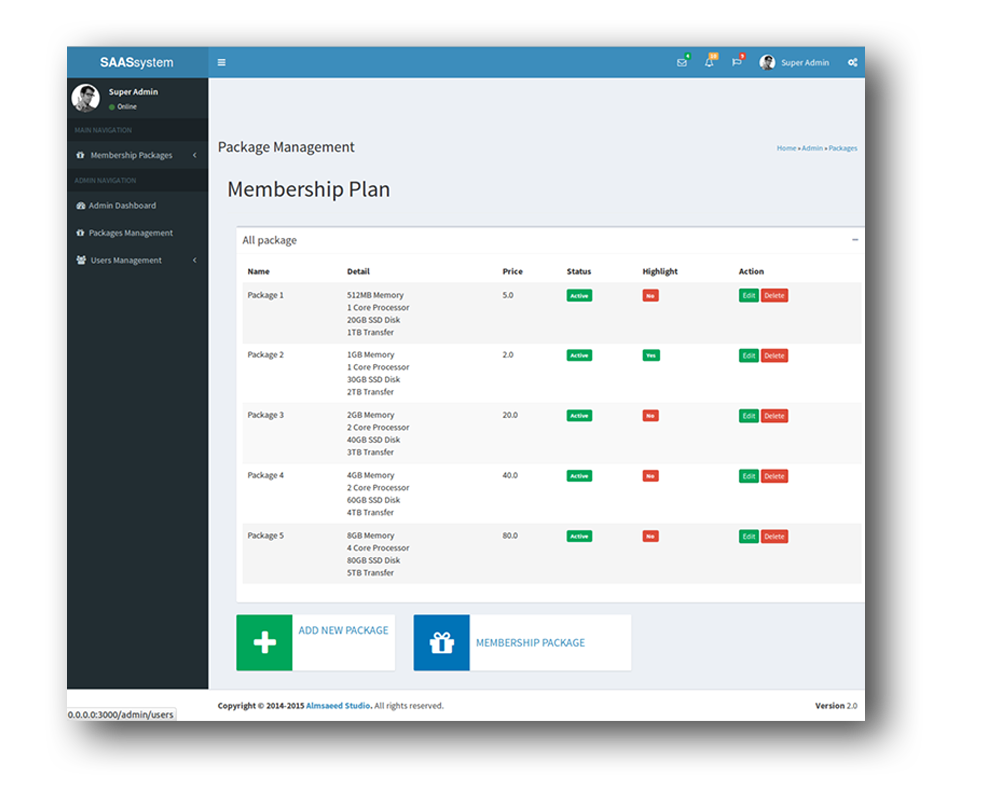 SAASsystem
4
10
9
Super Admin
Super Admin
Online
MAIN NAVIGATION
Membership Packages
ADMIN NAVIGATION
Admin Dashboard
Packages Management
Users Management
Package Management
Home » Admin » Packages
Membership Plan
All package
Name Detail Price Status Highlight Action
Package 1 512MB Memory 5.0 Active No Edit Delete
1 Core Processor
20GB SSD Disk
1TB Transfer
Package 2 1GB Memory 2.0 Active Yes Edit Delete
1 Core Processor
30GB SSD Disk
2TB Transfer
Package 3 2GB Memory 20.0 Active No Edit Delete
2 Core Processor
40GB SSD Disk
3TB Transfer
Package 4 4GB Memory 40.0 Active No Edit Delete
2 Core Processor
60GB SSD Disk
4TB Transfer
Package 5 8GB Memory 80.0 Active No Edit Delete
4 Core Processor
80GB SSD Disk
5TB Transfer
ADD NEW PACKAGE
MEMBERSHIP PACKAGE
Copyright © 2014-2015 Almsaeed Studio. All rights reserved. Version 2.0
0.0.0.0:3000/admin/users